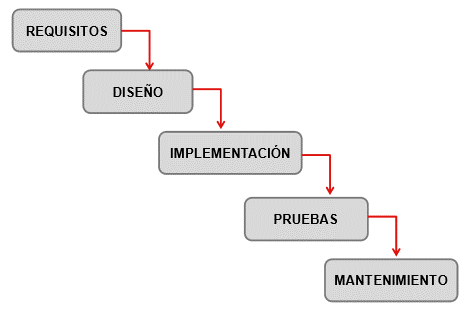 REQUISITOS
DISEÑO
IMPLEMENTACIÓN
PRUEBAS
MANTENIMIENTO